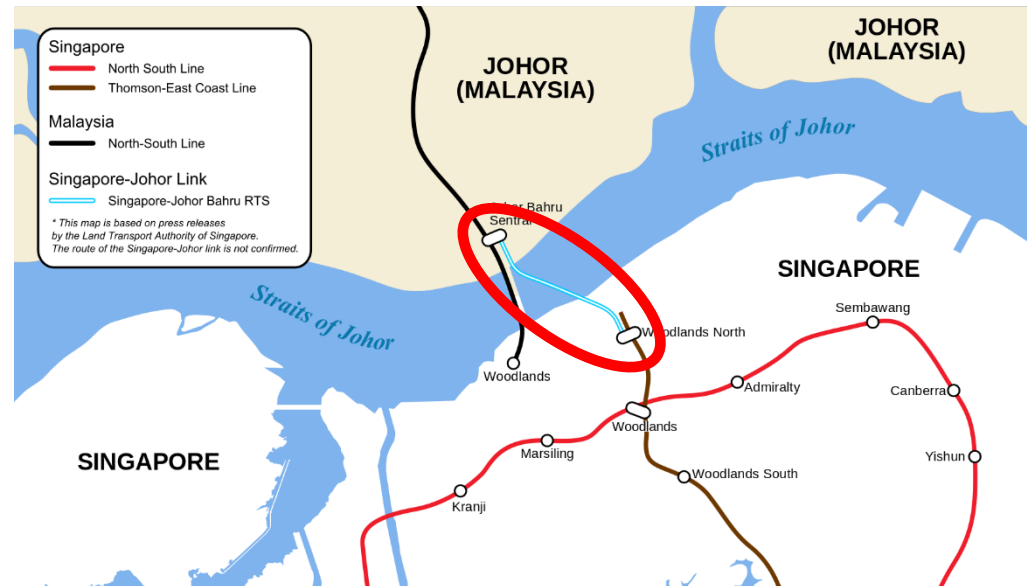 Singapore
North South Line
Thomson-East Coast Line
Malaysia
North-South Line
Singapore-Johor Link
Singapore-Johor Bahru RTS
* This map is based on press releases
by the Land Transport Authority of Singapore.
The route of the Singapore-Johor link is not confirmed.
JOHOR
(MALAYSIA)
JOHOR
(MALAYSIA)
Straits of Johor
Johor Bahru
Sentral
SINGAPORE
Straits of Johor
Sembawang
Woodlands North
Woodlands
Admiralty
Canberra
Woodlands
Marsiling
SINGAPORE
Yishun
Woodlands South
Kranji